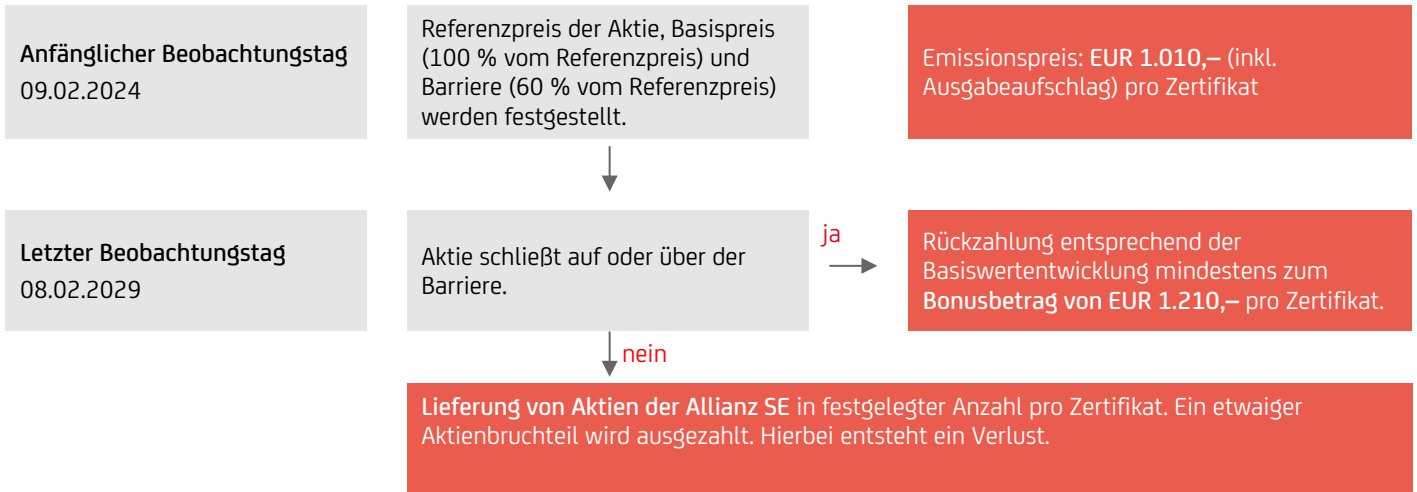 Anfänglicher Beobachtungstag
09.02.2024
Referenzpreis der Aktie, Basispreis
(100 % vom Referenzpreis) und
Barriere (60 % vom Referenzpreis)
werden festgestellt.
Emissionspreis: EUR 1.010,– (inkl.
Ausgabeaufschlag) pro Zertifikat
Letzter Beobachtungstag
08.02.2029
Aktie schließt auf oder über der
Barriere.
ja
Rückzahlung entsprechend der
Basiswertentwicklung mindestens zum
Bonusbetrag von EUR 1.210,– pro Zertifikat.
nein
Lieferung von Aktien der Allianz SE in festgelegter Anzahl pro Zertifikat. Ein etwaiger
Aktienbruchteil wird ausgezahlt. Hierbei entsteht ein Verlust.